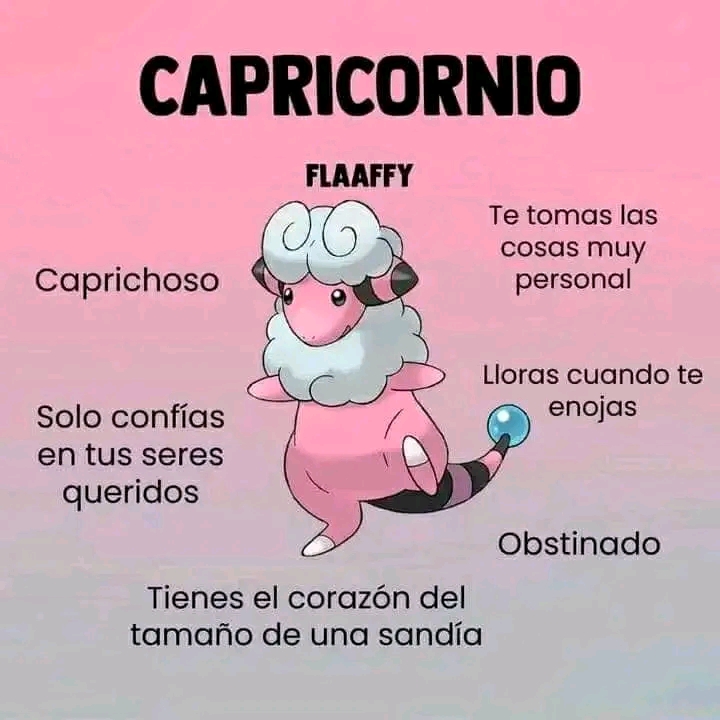 CAPRICORNIO
FLAAFFY
Te tomas las
cosas muy
personal
Caprichoso
Lloras cuando te
enojas
Solo confías
en tus seres
queridos
Obstinado
Tienes el corazón del
tamaño de una sandía